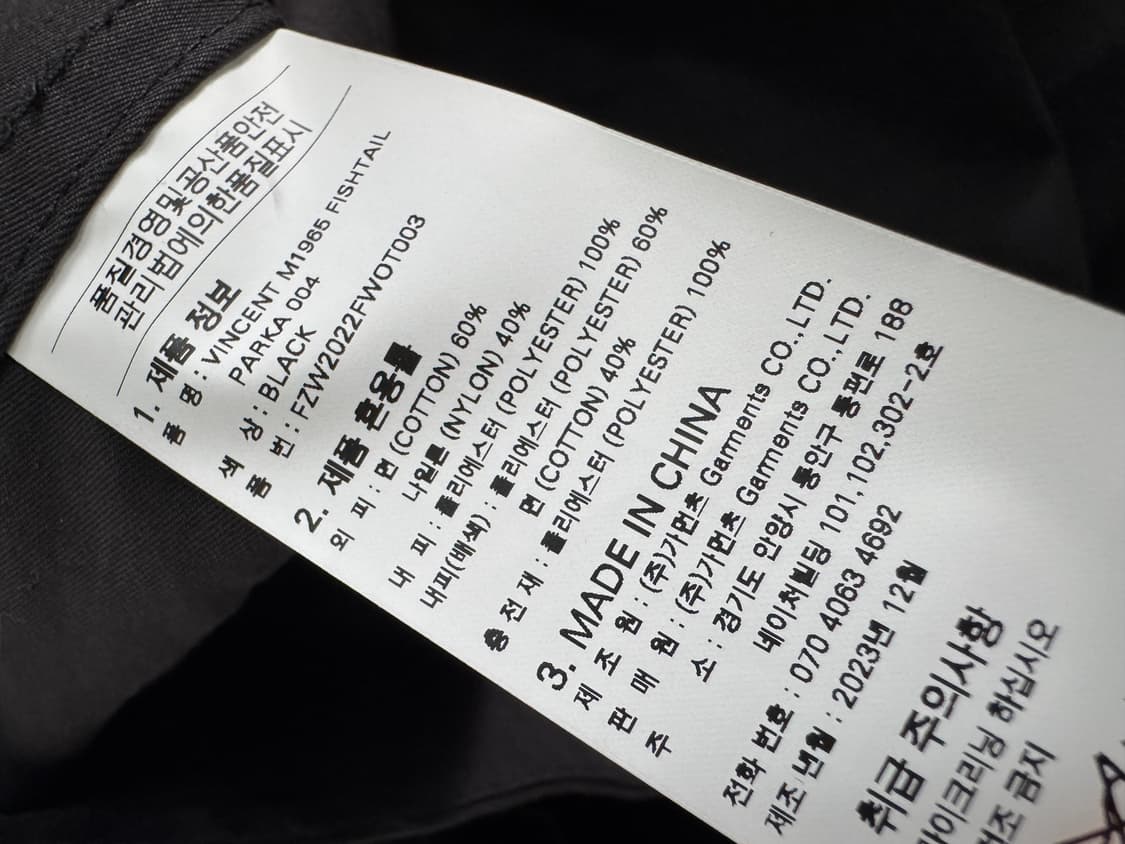 품질경영및공산품안전
관리법에의한품질표시
1. 제품 정보
품 명 : VINCENT M1965 FISHTAIL
PARKA 004
색 상 : BLACK
품 번 : FZW2022FWOT003
2. 제품 혼용률
외 피 : 면 (COTTON) 60%
나일론 (NYLON) 40%
내 피 : 폴리에스터 (POLYESTER) 100%
내피(배색) : 폴리에스터 (POLYESTER) 60%
면 (COTTON) 40%
충 전 재 : 폴리에스터 (POLYESTER) 100%
3. MADE IN CHINA
제 조 원 : (주)가먼츠 Garments CO.,LTD.
판 매 원 : (주)가먼츠 Garments CO.,LTD.
주 소 : 경기도 안양시 동안구 동편로 188
네이처빌딩 101,102,302-2호
전화 번호 : 070 4063 4692
제조 년월 : 2023년 12월
취급 주의사항
하십시오
금지